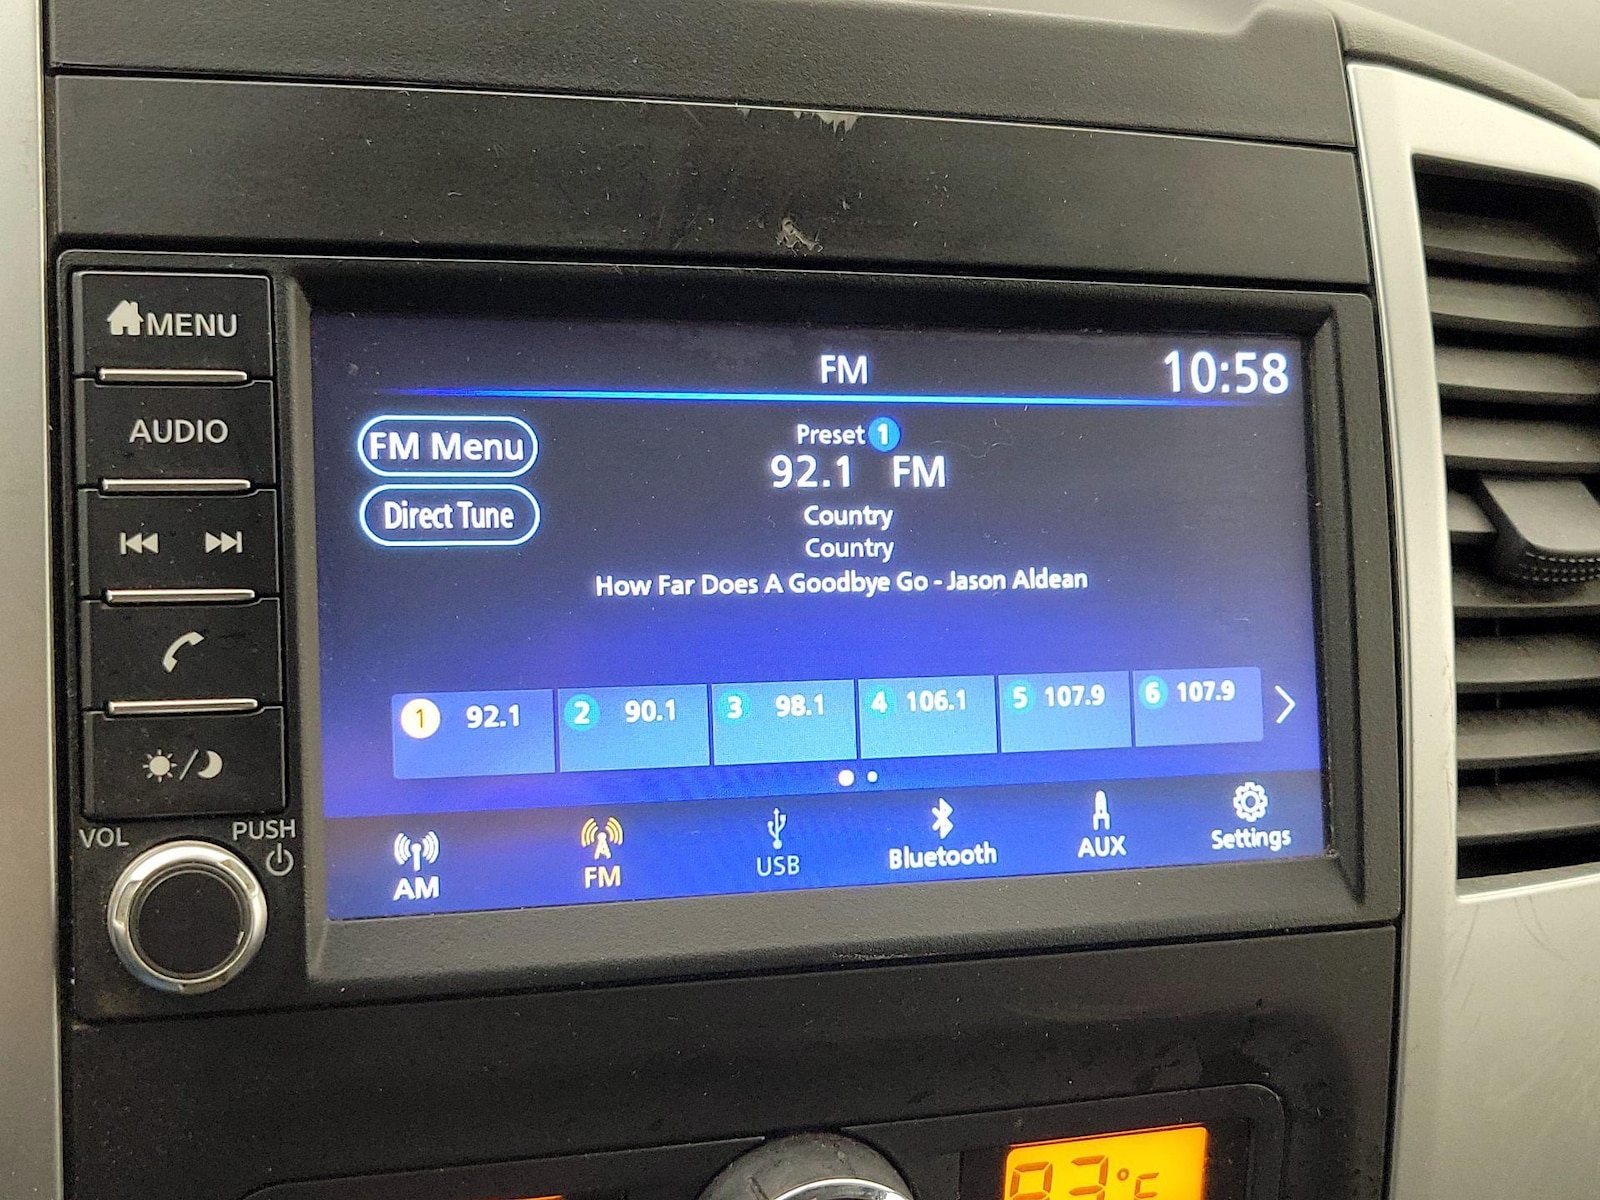 MENU
AUDIO
VOL
PUSH
FM
10:58
FM Menu
Direct Tune
Preset 1
92.1 FM
Country
Country
How Far Does A Goodbye Go - Jason Aldean
1 92.1 2 90.1 3 98.1 4 106.1 5 107.9 6 107.9
AM FM USB Bluetooth AUX Settings
83°F